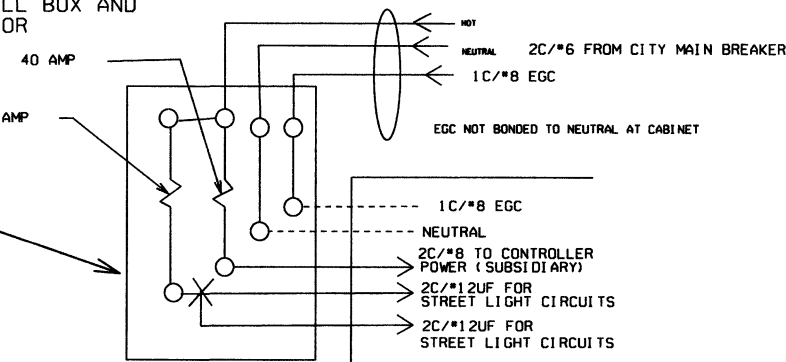 LL BOX AND
OR
40 AMP
AMP
HOT
NEUTRAL
2C/#6 FROM CITY MAIN BREAKER
1C/#8 EGC
EGC NOT BONDED TO NEUTRAL AT CABINET
1C/#8 EGC
NEUTRAL
2C/#8 TO CONTROLLER
POWER (SUBSIDIARY)
2C/#12UF FOR
STREET LIGHT CIRCUITS
2C/#12UF FOR
STREET LIGHT CIRCUITS